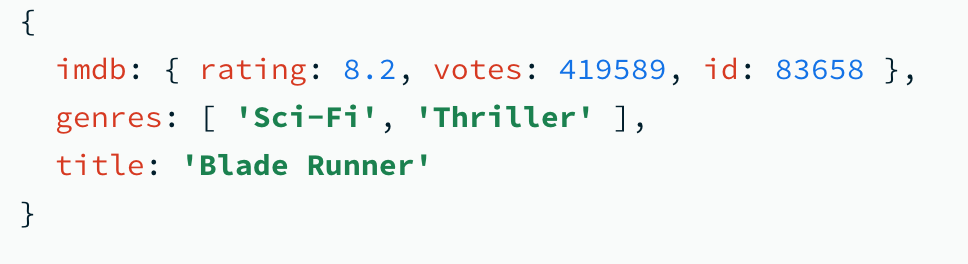 {
  imdb: { rating: 8.2, votes: 419589, id: 83658 },
  genres: [ 'Sci-Fi', 'Thriller' ],
  title: 'Blade Runner'
}